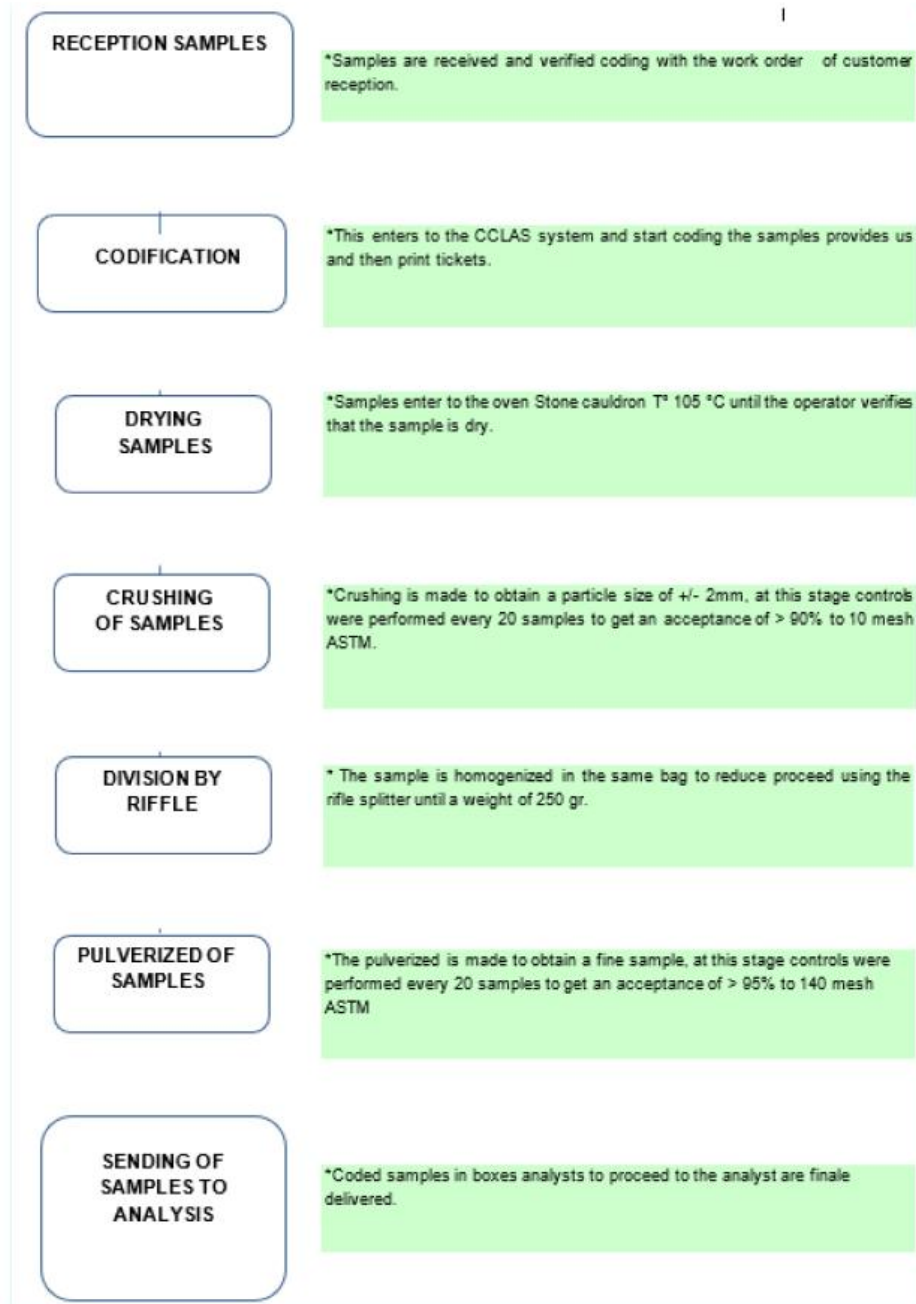 RECEPTION SAMPLES
*Samples are received and verified coding with the work order of customer
reception.
CODIFICATION
*This enters to the CCLAS system and start coding the samples provides us
and then print tickets.
DRYING
SAMPLES
*Samples enter to the oven Stone cauldron Tº 105 °C until the operator verifies
that the sample is dry.
CRUSHING
OF SAMPLES
*Crushing is made to obtain a particle size of +/- 2mm, at this stage controls
were performed every 20 samples to get an acceptance of > 90% to 10 mesh
ASTM.
DIVISION BY
RIFFLE
* The sample is homogenized in the same bag to reduce proceed using the
rifle splitter until a weight of 250 gr.
PULVERIZED OF
SAMPLES
*The pulverized is made to obtain a fine sample, at this stage controls were
performed every 20 samples to get an acceptance of > 95% to 140 mesh
ASTM
SENDING OF
SAMPLES TO
ANALYSIS
*Coded samples in boxes analysts to proceed to the analyst are finale
delivered.